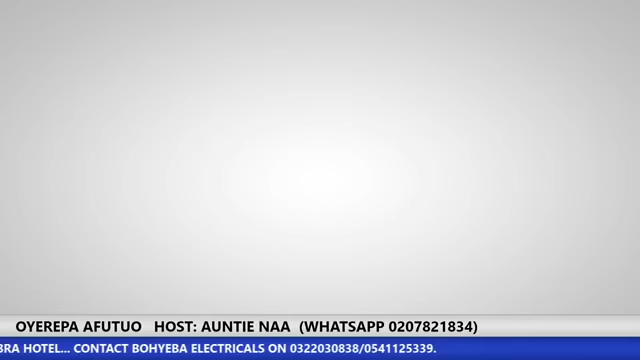 OYEREPA AFUTUO HOST: AUNTIE NAA (WHATSAPP 0207821834)
BRA HOTEL... CONTACT BOHYEBA ELECTRICALS ON 0322030838/0541125339.